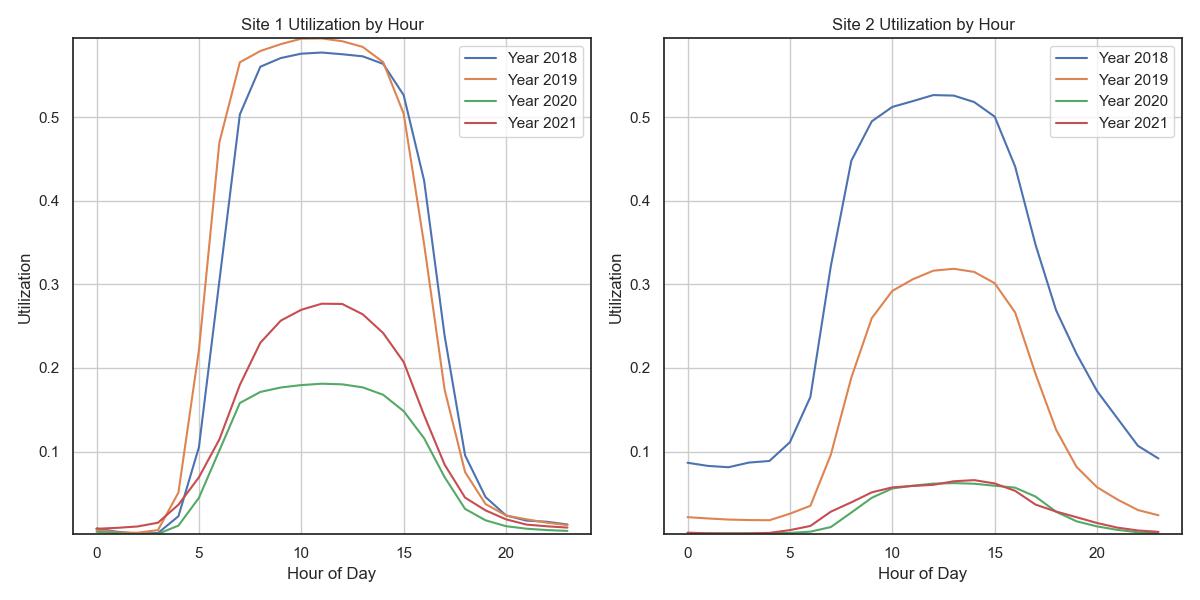 Site 1 Utilization by Hour
Year 2018
Year 2019
Year 2020
Year 2021
0.5
0.4
0.3
0.2
0.1
Utilization
0 5 10 15 20
Hour of Day
Site 2 Utilization by Hour
Year 2018
Year 2019
Year 2020
Year 2021
0.5
0.4
0.3
0.2
0.1
Utilization
0 5 10 15 20
Hour of Day